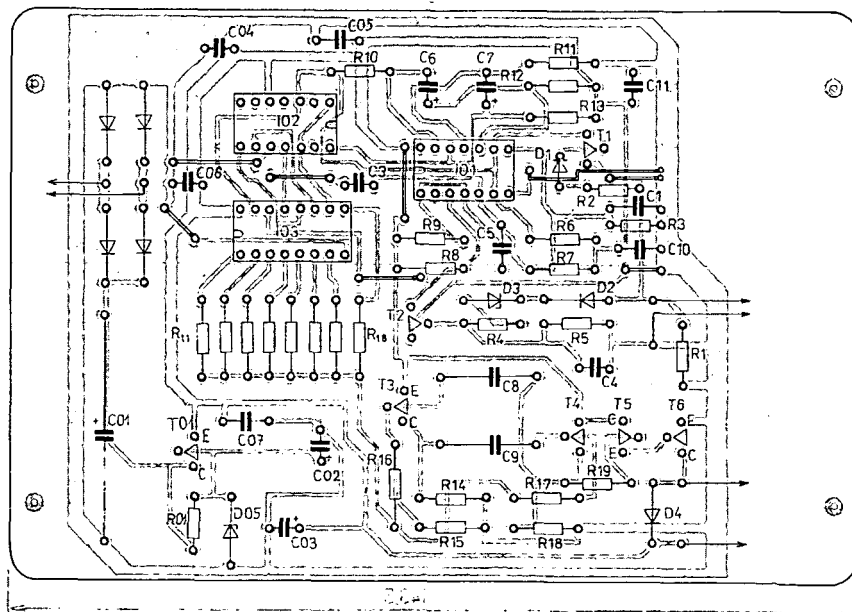 C05
C04
R10
C6
C7
R11
R12
C11
R13
IO2
T1
D1
C06
C3
R2
C1
R9
R6
R3
IO3
C5
C10
R8
R7
D3
D2
T2
R11
R18
R4
R5
R1
C4
T3
C8
E
T4
T5
T6
C01
T01
E
C07
C
C
E
C9
E
C
C
C02
R16
R19
R14
R17
R01
D05
D4
C03
R15
R18